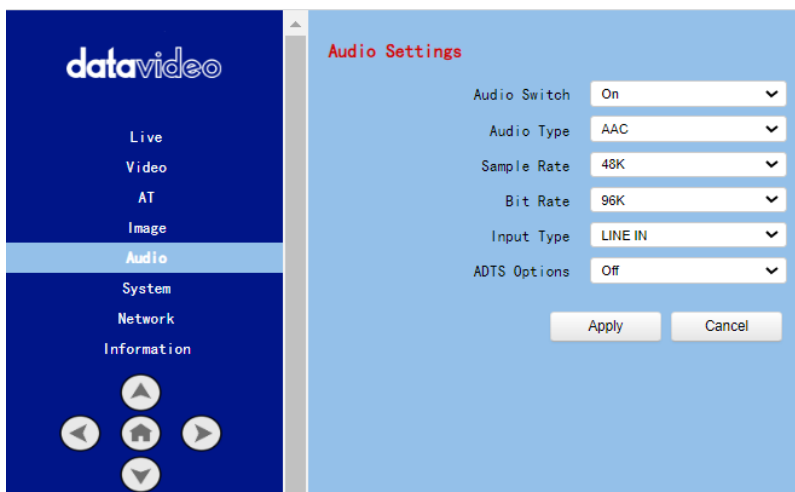 datavideo
Live
Video
AT
Image
Audio
System
Network
Information
Audio Settings
Audio Switch On
Audio Type AAC
Sample Rate 48K
Bit Rate 96K
Input Type LINE IN
ADTS Options Off
Apply Cancel